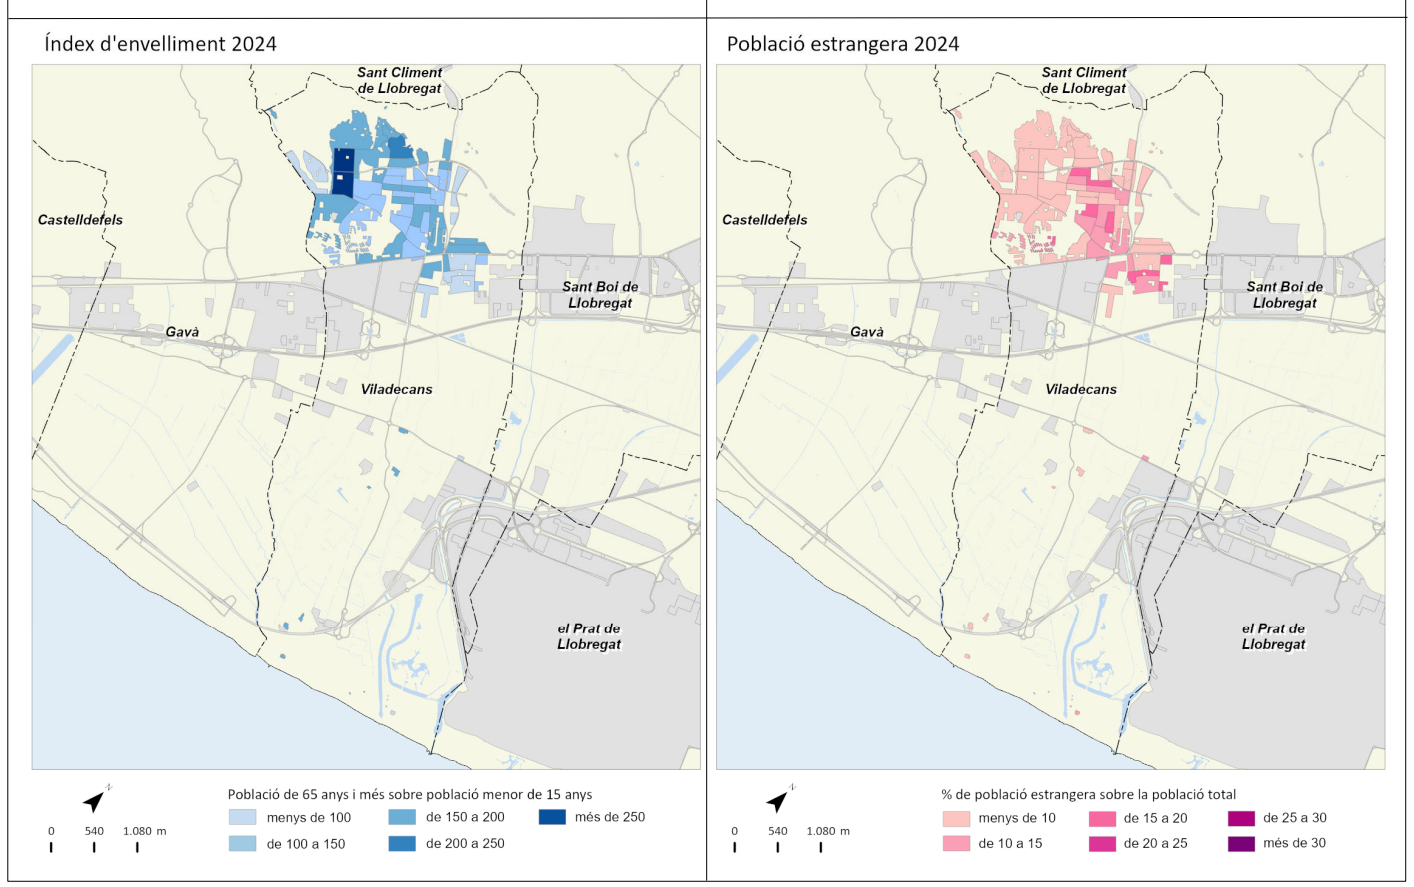 Índex d'envelliment 2024
Sant Climent
de Llobregat
Castelldefels
Sant Boi de
Llobregat
Gavà
Viladecans
el Prat de
Llobregat
N
0 540 1.080 m
Població de 65 anys i més sobre població menor de 15 anys
menys de 100
de 150 a 200
més de 250
de 100 a 150
de 200 a 250
Població estrangera 2024
Sant Climent
de Llobregat
Castelldefels
Sant Boi de
Llobregat
Gavà
Viladecans
el Prat de
Llobregat
N
0 540 1.080 m
% de població estrangera sobre la població total
menys de 10
de 15 a 20
de 25 a 30
de 10 a 15
de 20 a 25
més de 30